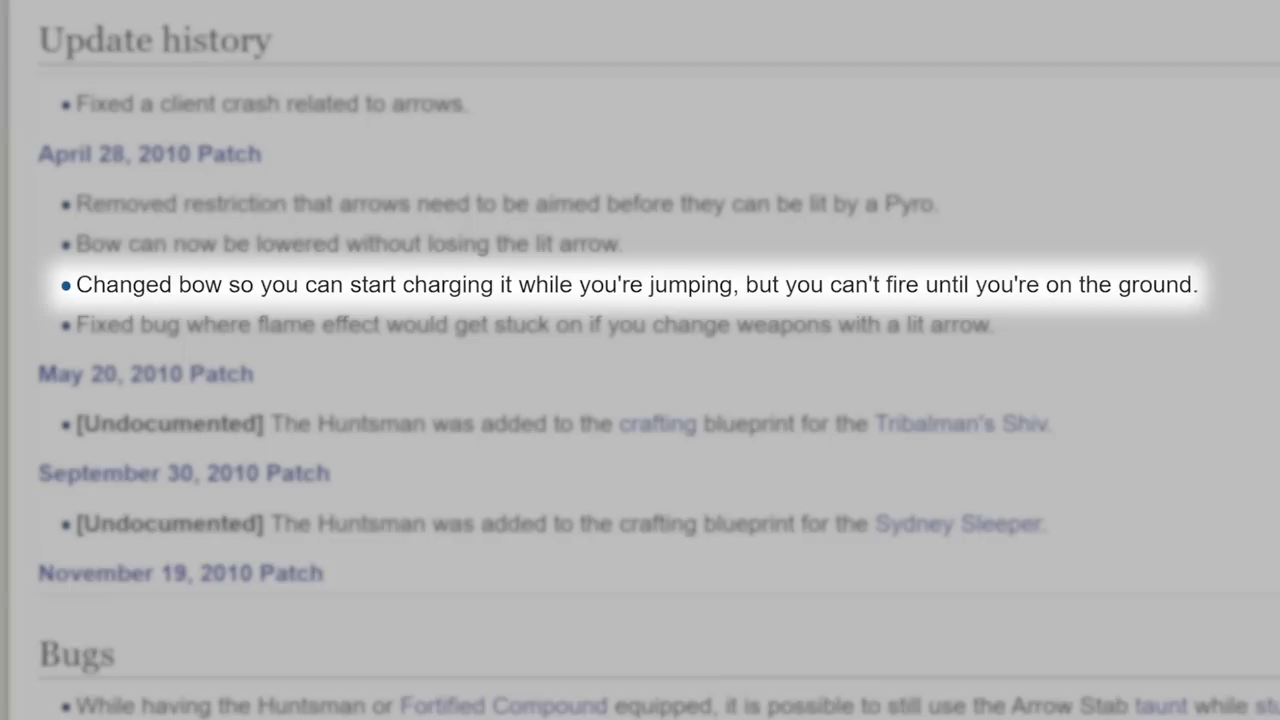 Update history
• Fixed a client crash related to arrows.
April 28, 2010 Patch
• Removed restriction that arrows need to be aimed before they can be lit by a Pyro.
• Bow can now be lowered without losing the lit arrow.
• Changed bow so you can start charging it while you're jumping, but you can't fire until you're on the ground.
• Fixed bug where flame effect would get stuck on if you change weapons with a lit arrow.
May 20, 2010 Patch
• [Undocumented] The Huntsman was added to the crafting blueprint for the Tribalman's Shiv.
September 30, 2010 Patch
• [Undocumented] The Huntsman was added to the crafting blueprint for the Sydney Sleeper.
November 19, 2010 Patch
Bugs
• While having the Huntsman or Fortified Compound equipped, it is possible to still use the Arrow Stab taunt while